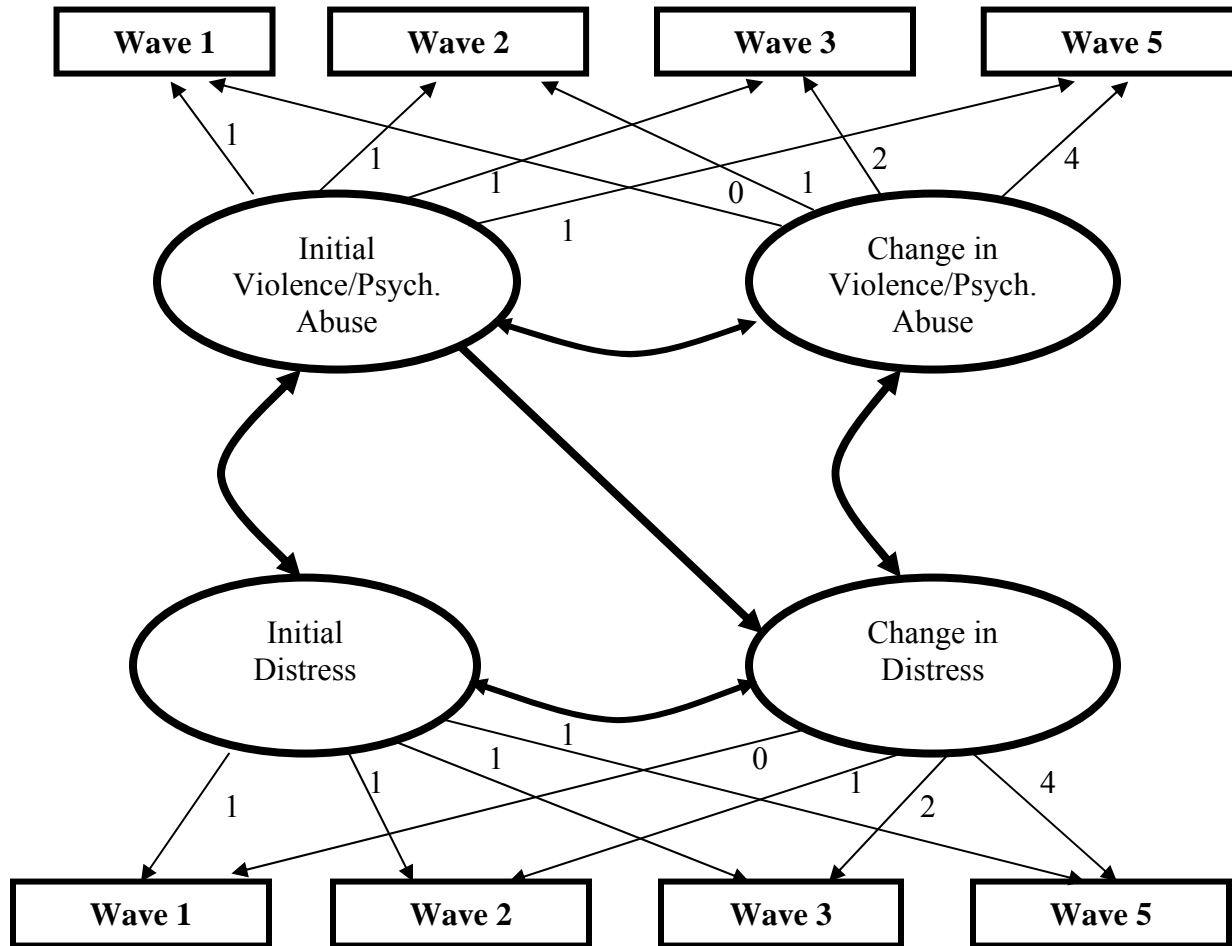 Wave 1
Wave 2
Wave 3
Wave 5
1
1
1
1
0
1
2
4
Initial
Violence/Psych.
Abuse
Change in
Violence/Psych.
Abuse
Initial
Distress
Change in
Distress
1
1
1
1
0
1
2
4
Wave 1
Wave 2
Wave 3
Wave 5